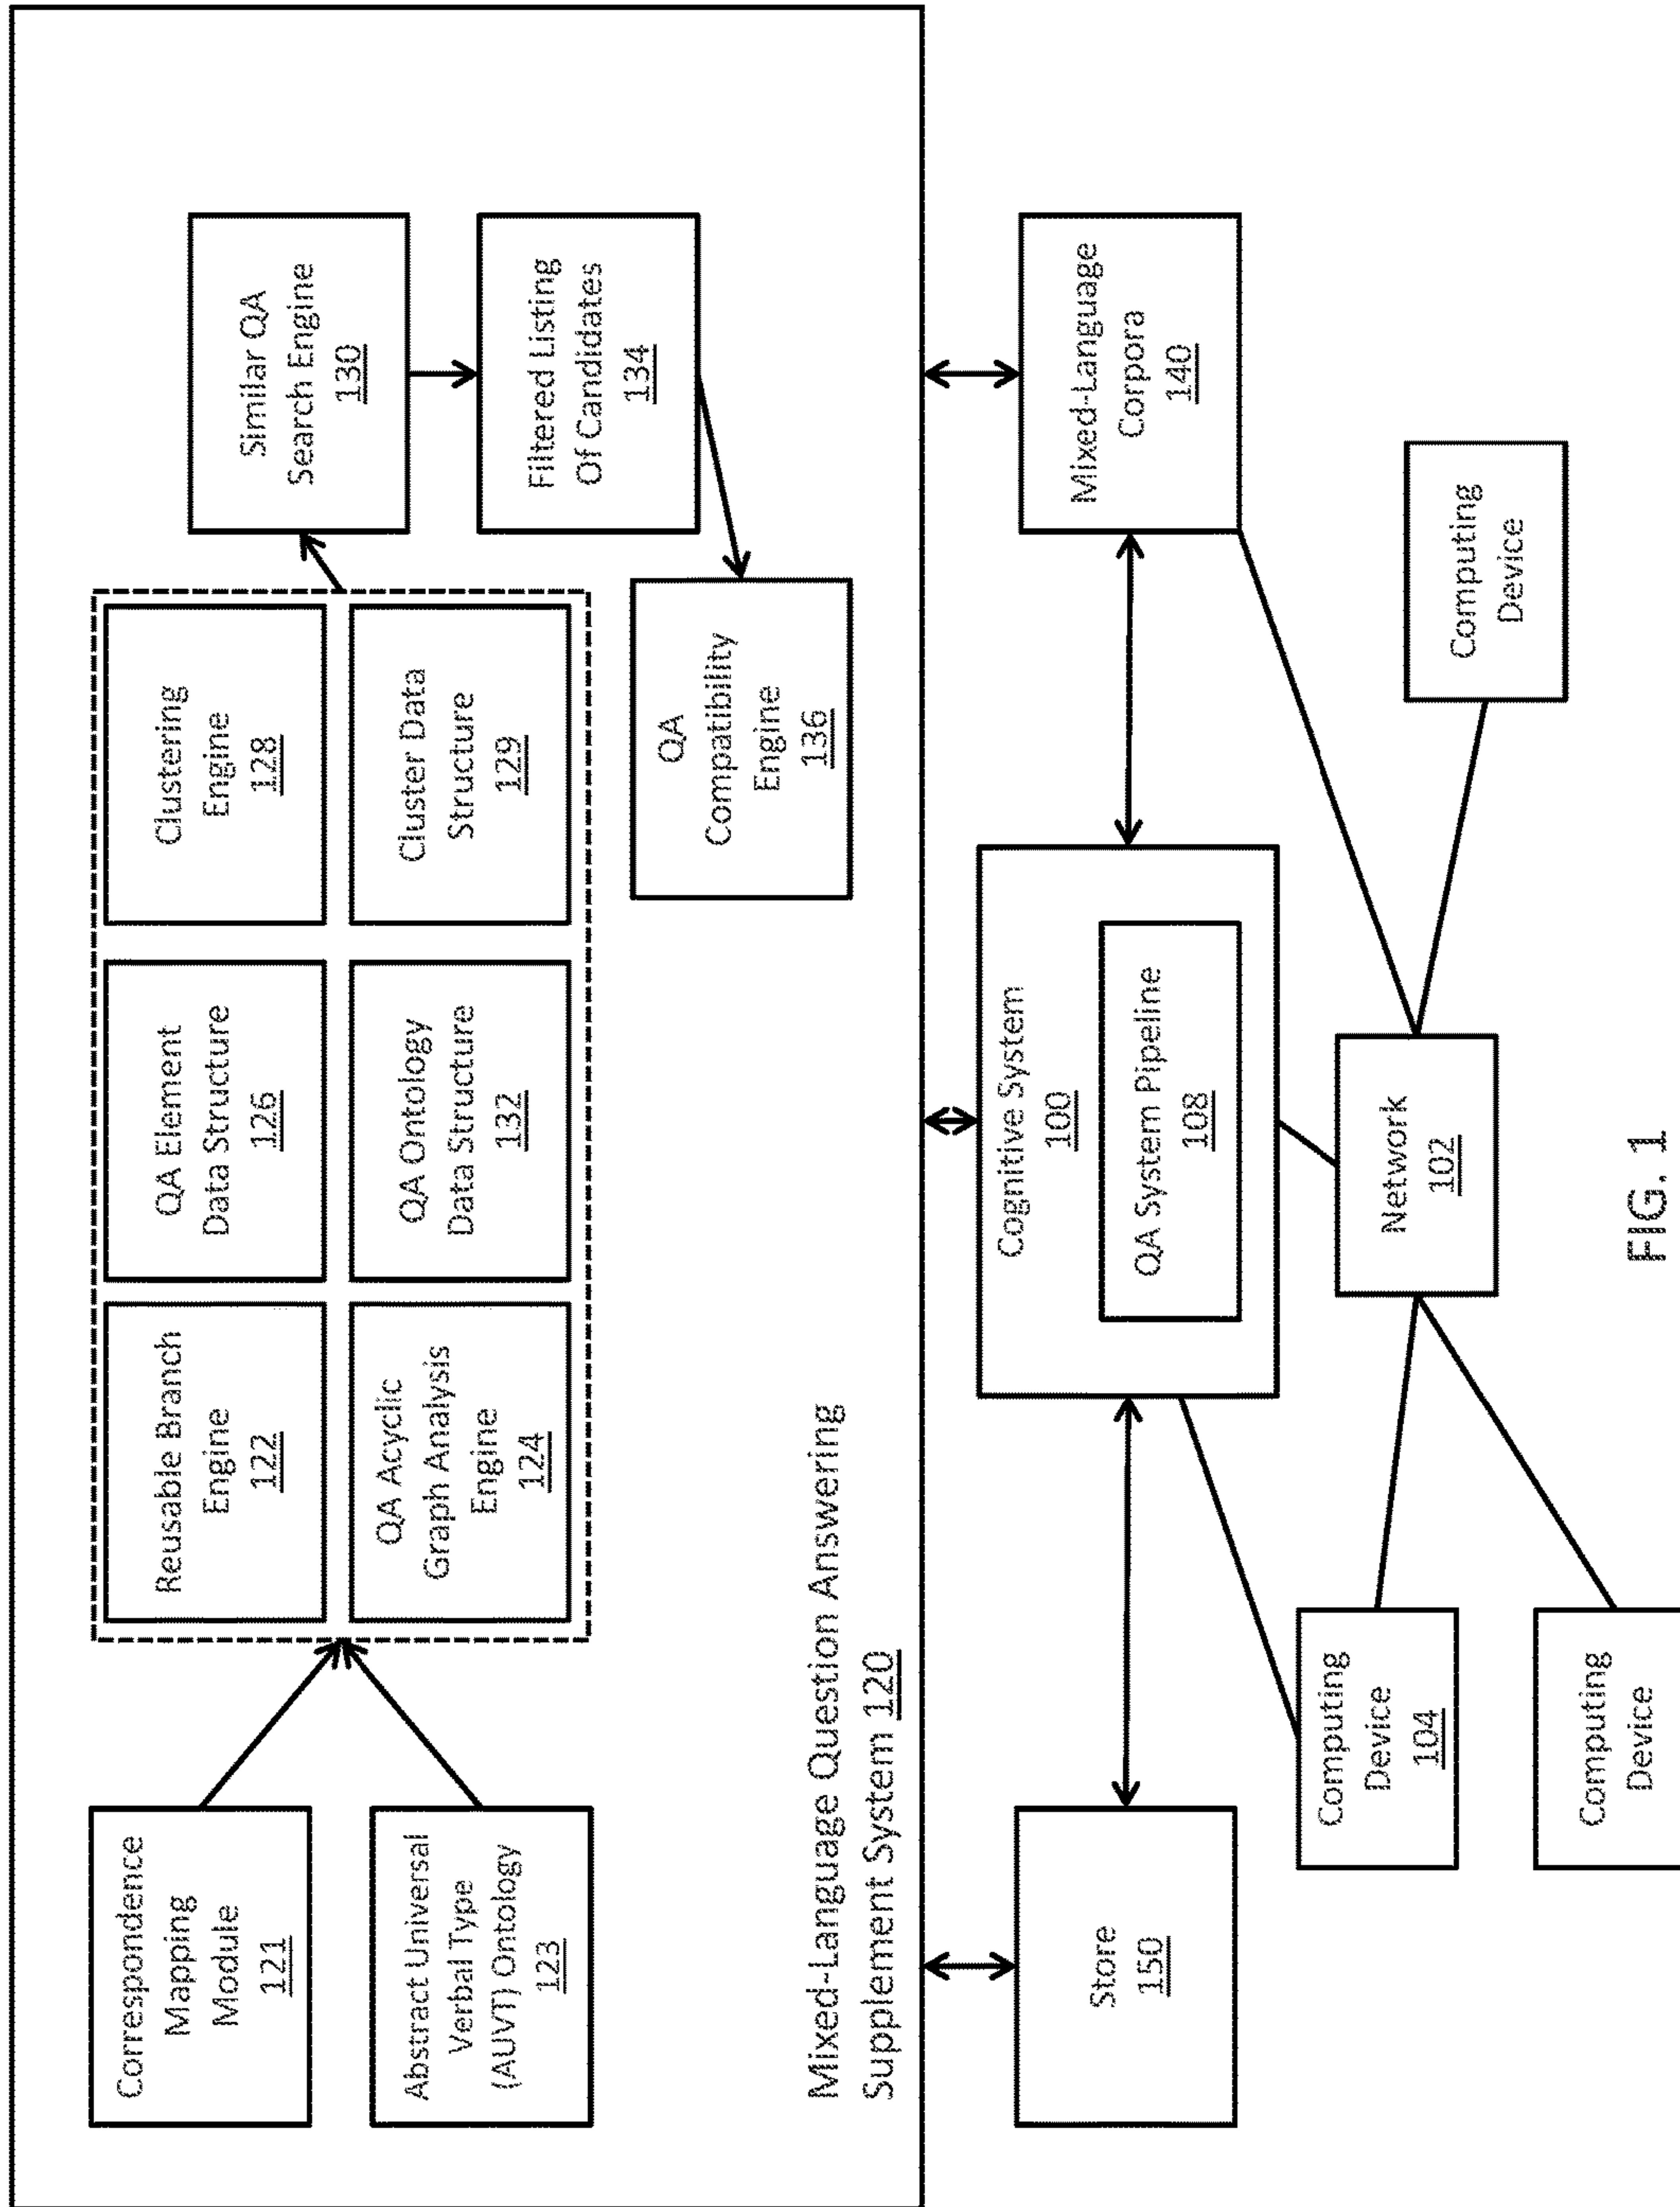 Correspondence
Mapping
Module
121
Abstract Universal
Verbal Type
(AUVT) Ontology
123
Reusable Branch
Engine
122
QA Acyclic
Graph Analysis
Engine
124
QA Element
Data Structure
126
QA Ontology
Data Structure
132
Clustering
Engine
128
Cluster Data
Structure
129
Similar QA
Search Engine
130
Filtered Listing
Of Candidates
134
QA
Compatibility
Engine
136
Mixed-Language Question Answering
Supplement System 120
Store
150
Cognitive System
100
QA System Pipeline
108
Mixed-Language
Corpora
140
Computing
Device
104
Network
102
Computing
Device
Computing
Device
FIG. 1